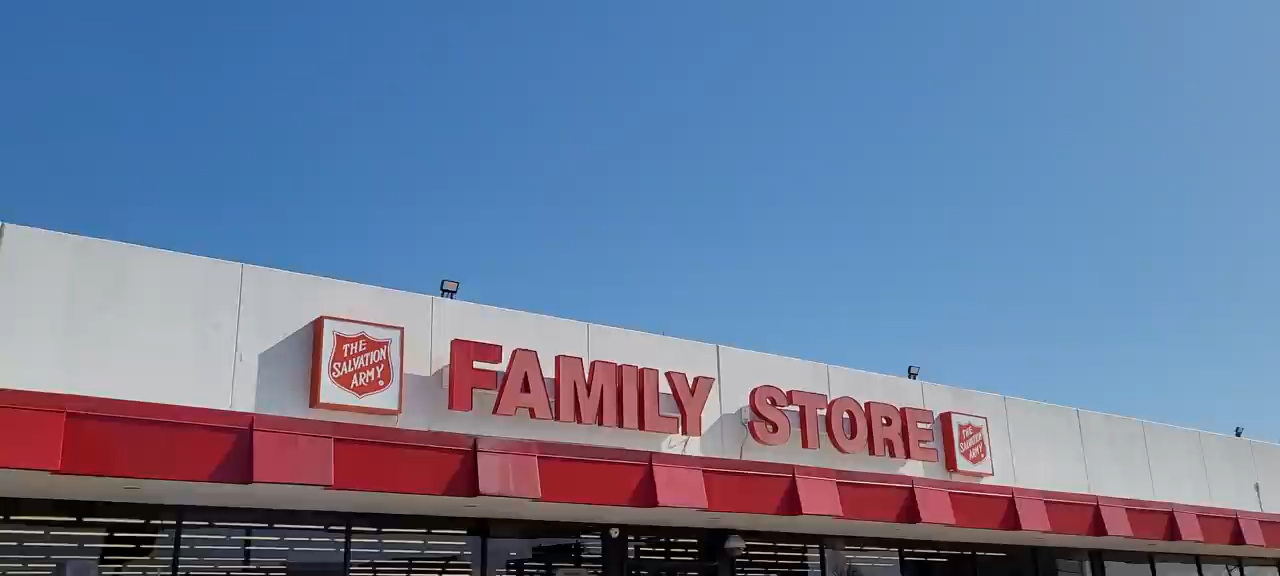 THE
SALVATION
ARMY
FAMILY STORE
THE
SALVATION
ARMY